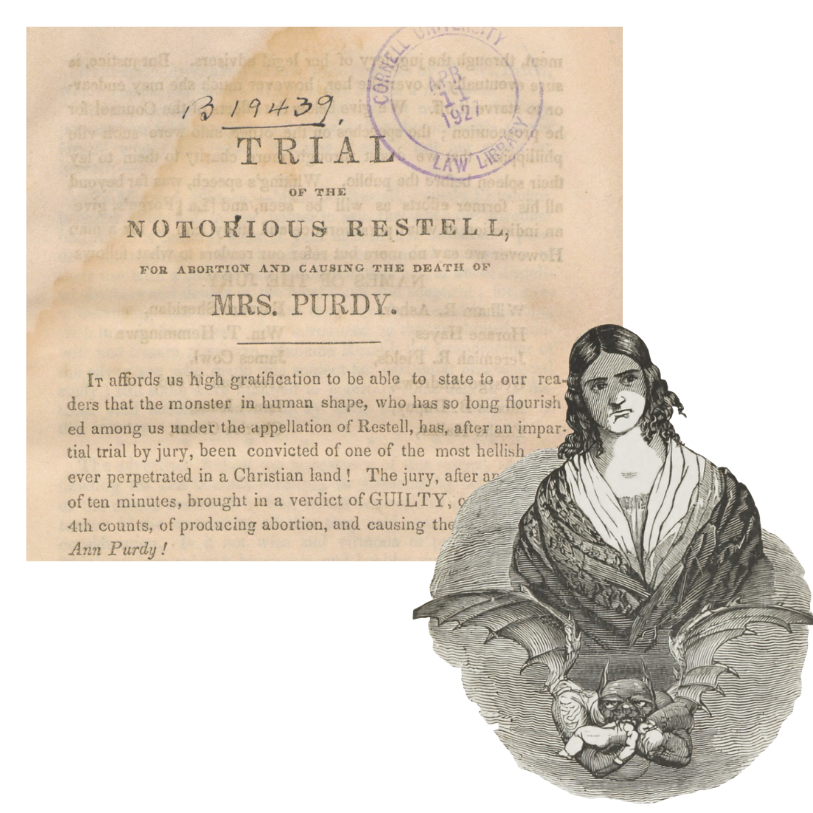 B 19439.
CORNELL UNIVERSITY
APR
1921
LAW LIBRARY
TRIAL
OF THE
NOTORIOUS RESTELL,
FOR ABORTION AND CAUSING THE DEATH OF
MRS. PURDY.
IT affords us high gratification to be able to state to our rea-
ders that the monster in human shape, who has so long flourish
ed among us under the appellation of Restell, has, after an impar-
tial trial by jury, been convicted of one of the most hellish
ever perpetrated in a Christian land! The jury, after
of ten minutes, brought in a verdict of GUILTY,
4th counts, of producing abortion, and causing the
Ann Purdy!